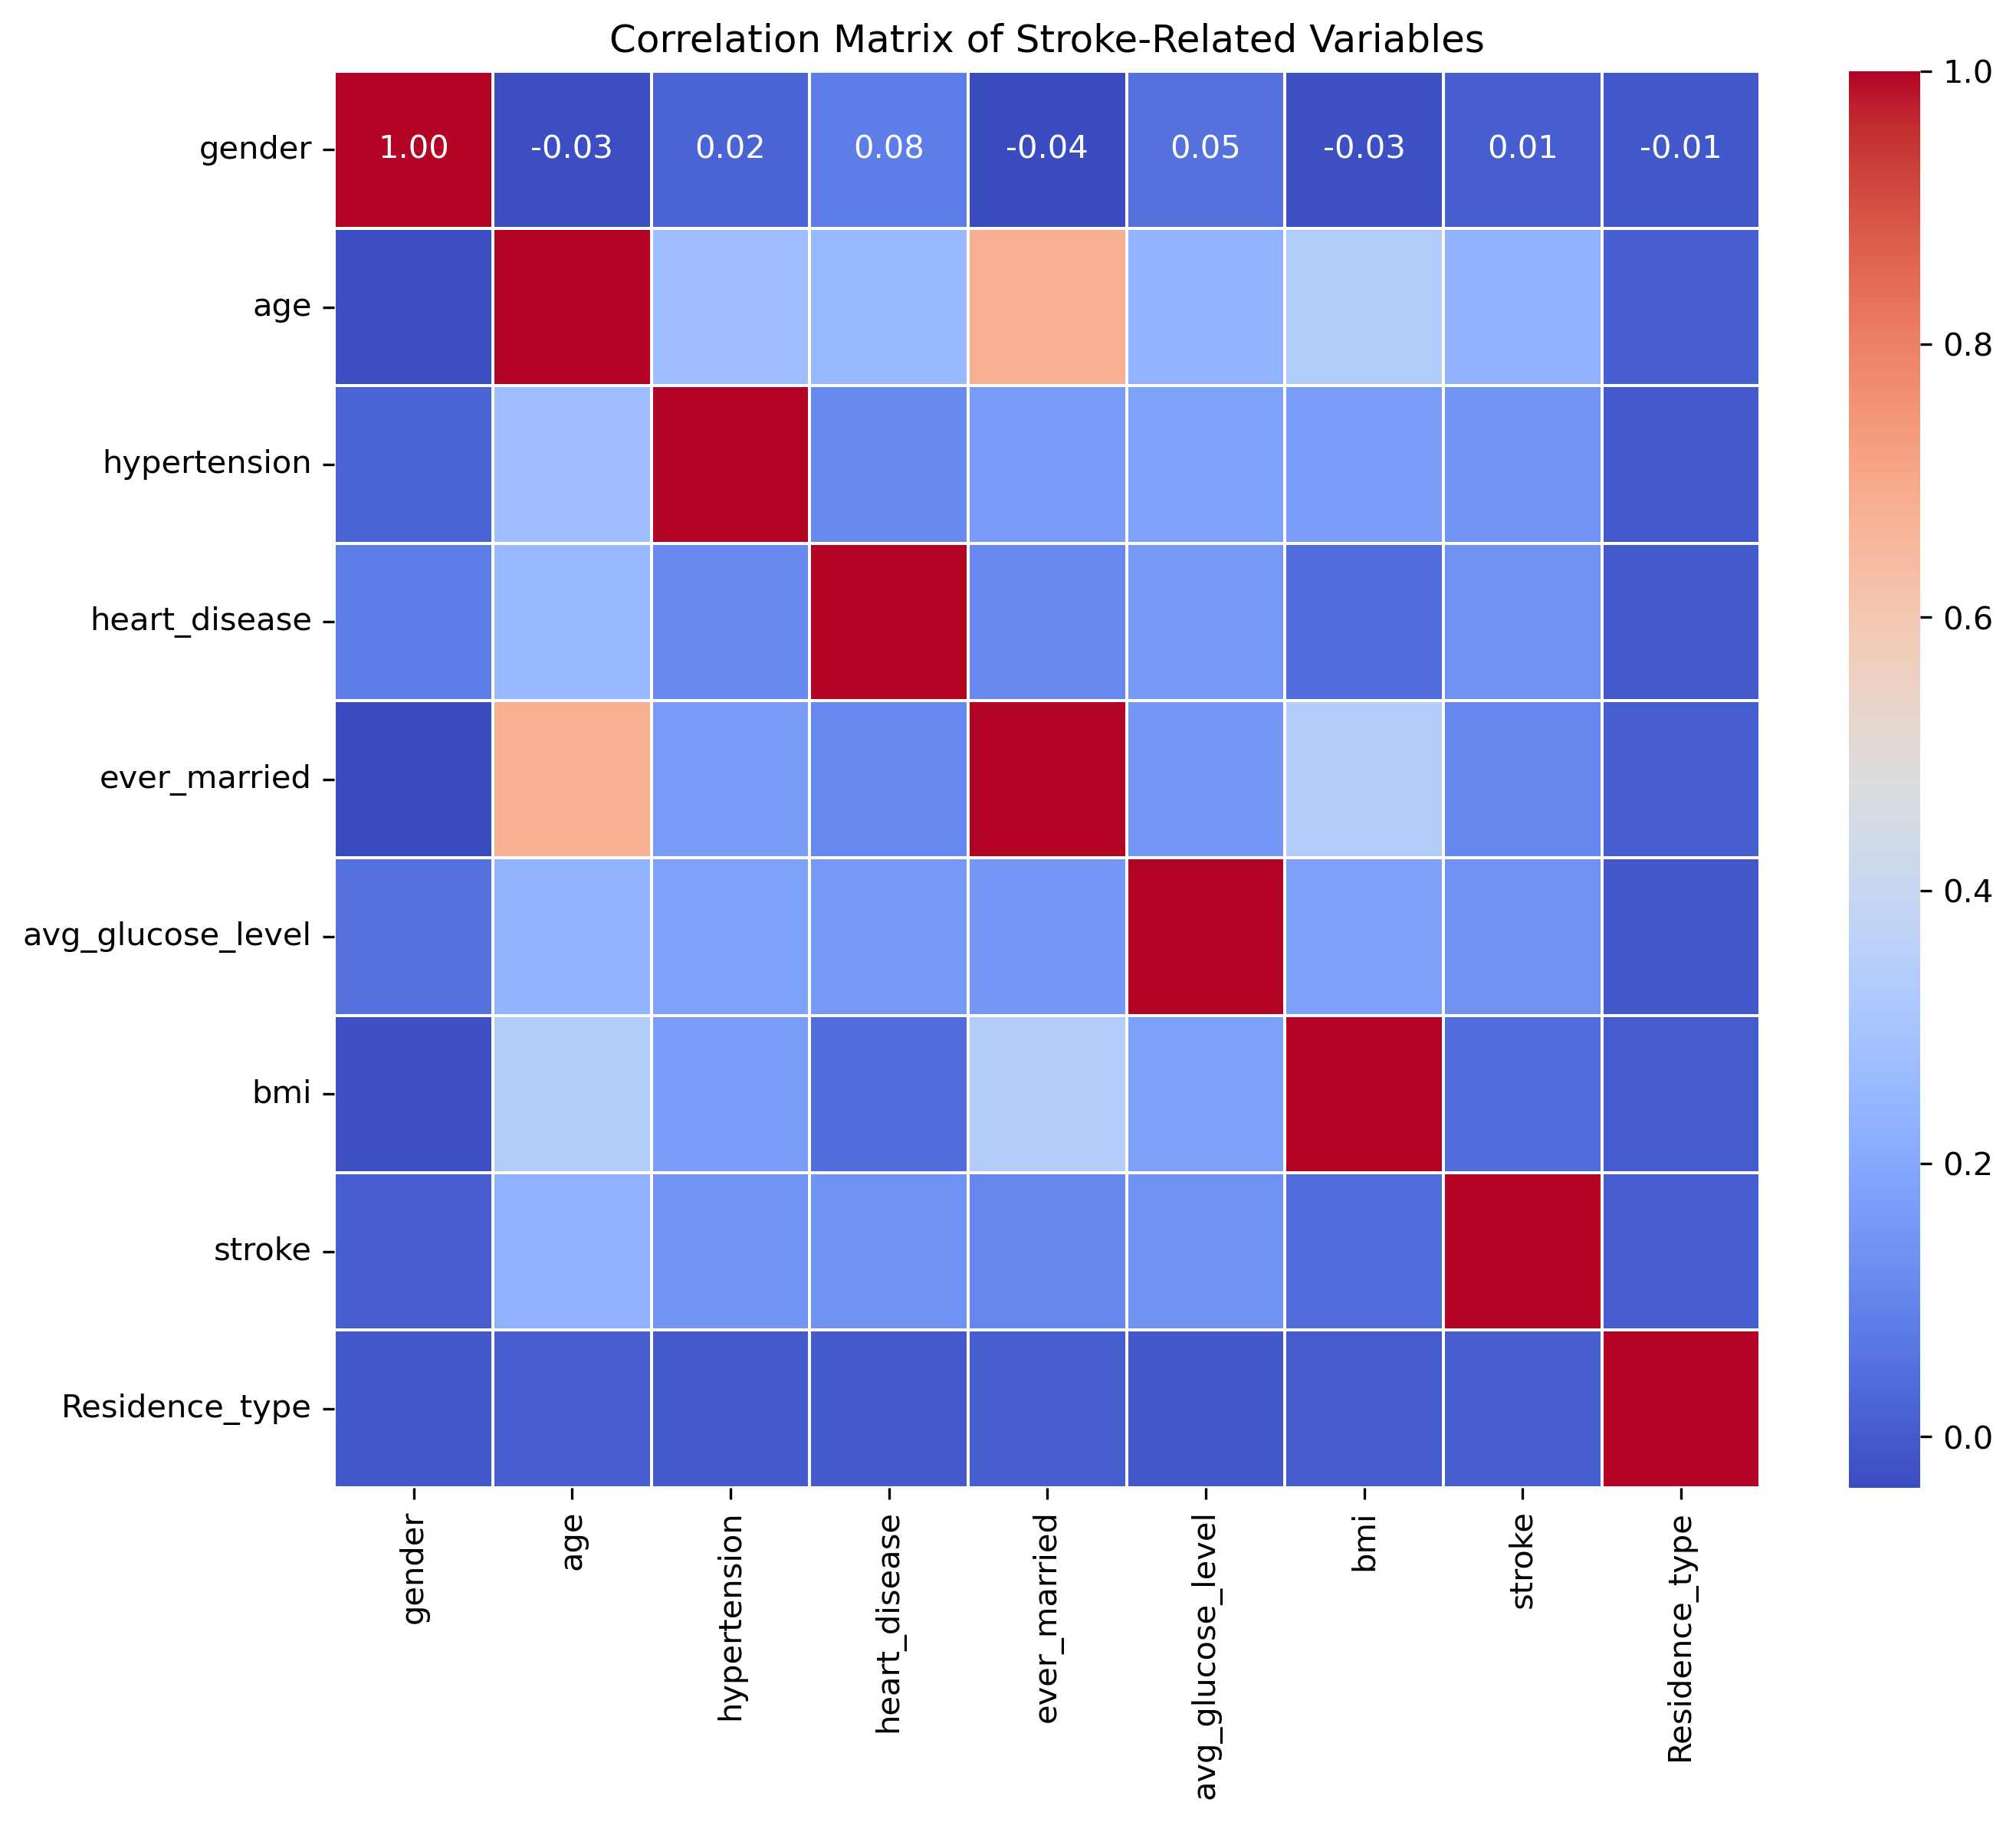 Correlation Matrix of Stroke-Related Variables
gender 1.00 -0.03 0.02 0.08 -0.04 0.05 -0.03 0.01 -0.01
age
hypertension
heart_disease
ever_married
avg_glucose_level
bmi
stroke
Residence_type
gender age hypertension heart_disease ever_married avg_glucose_level bmi stroke Residence_type
1.0
0.8
0.6
0.4
0.2
0.0